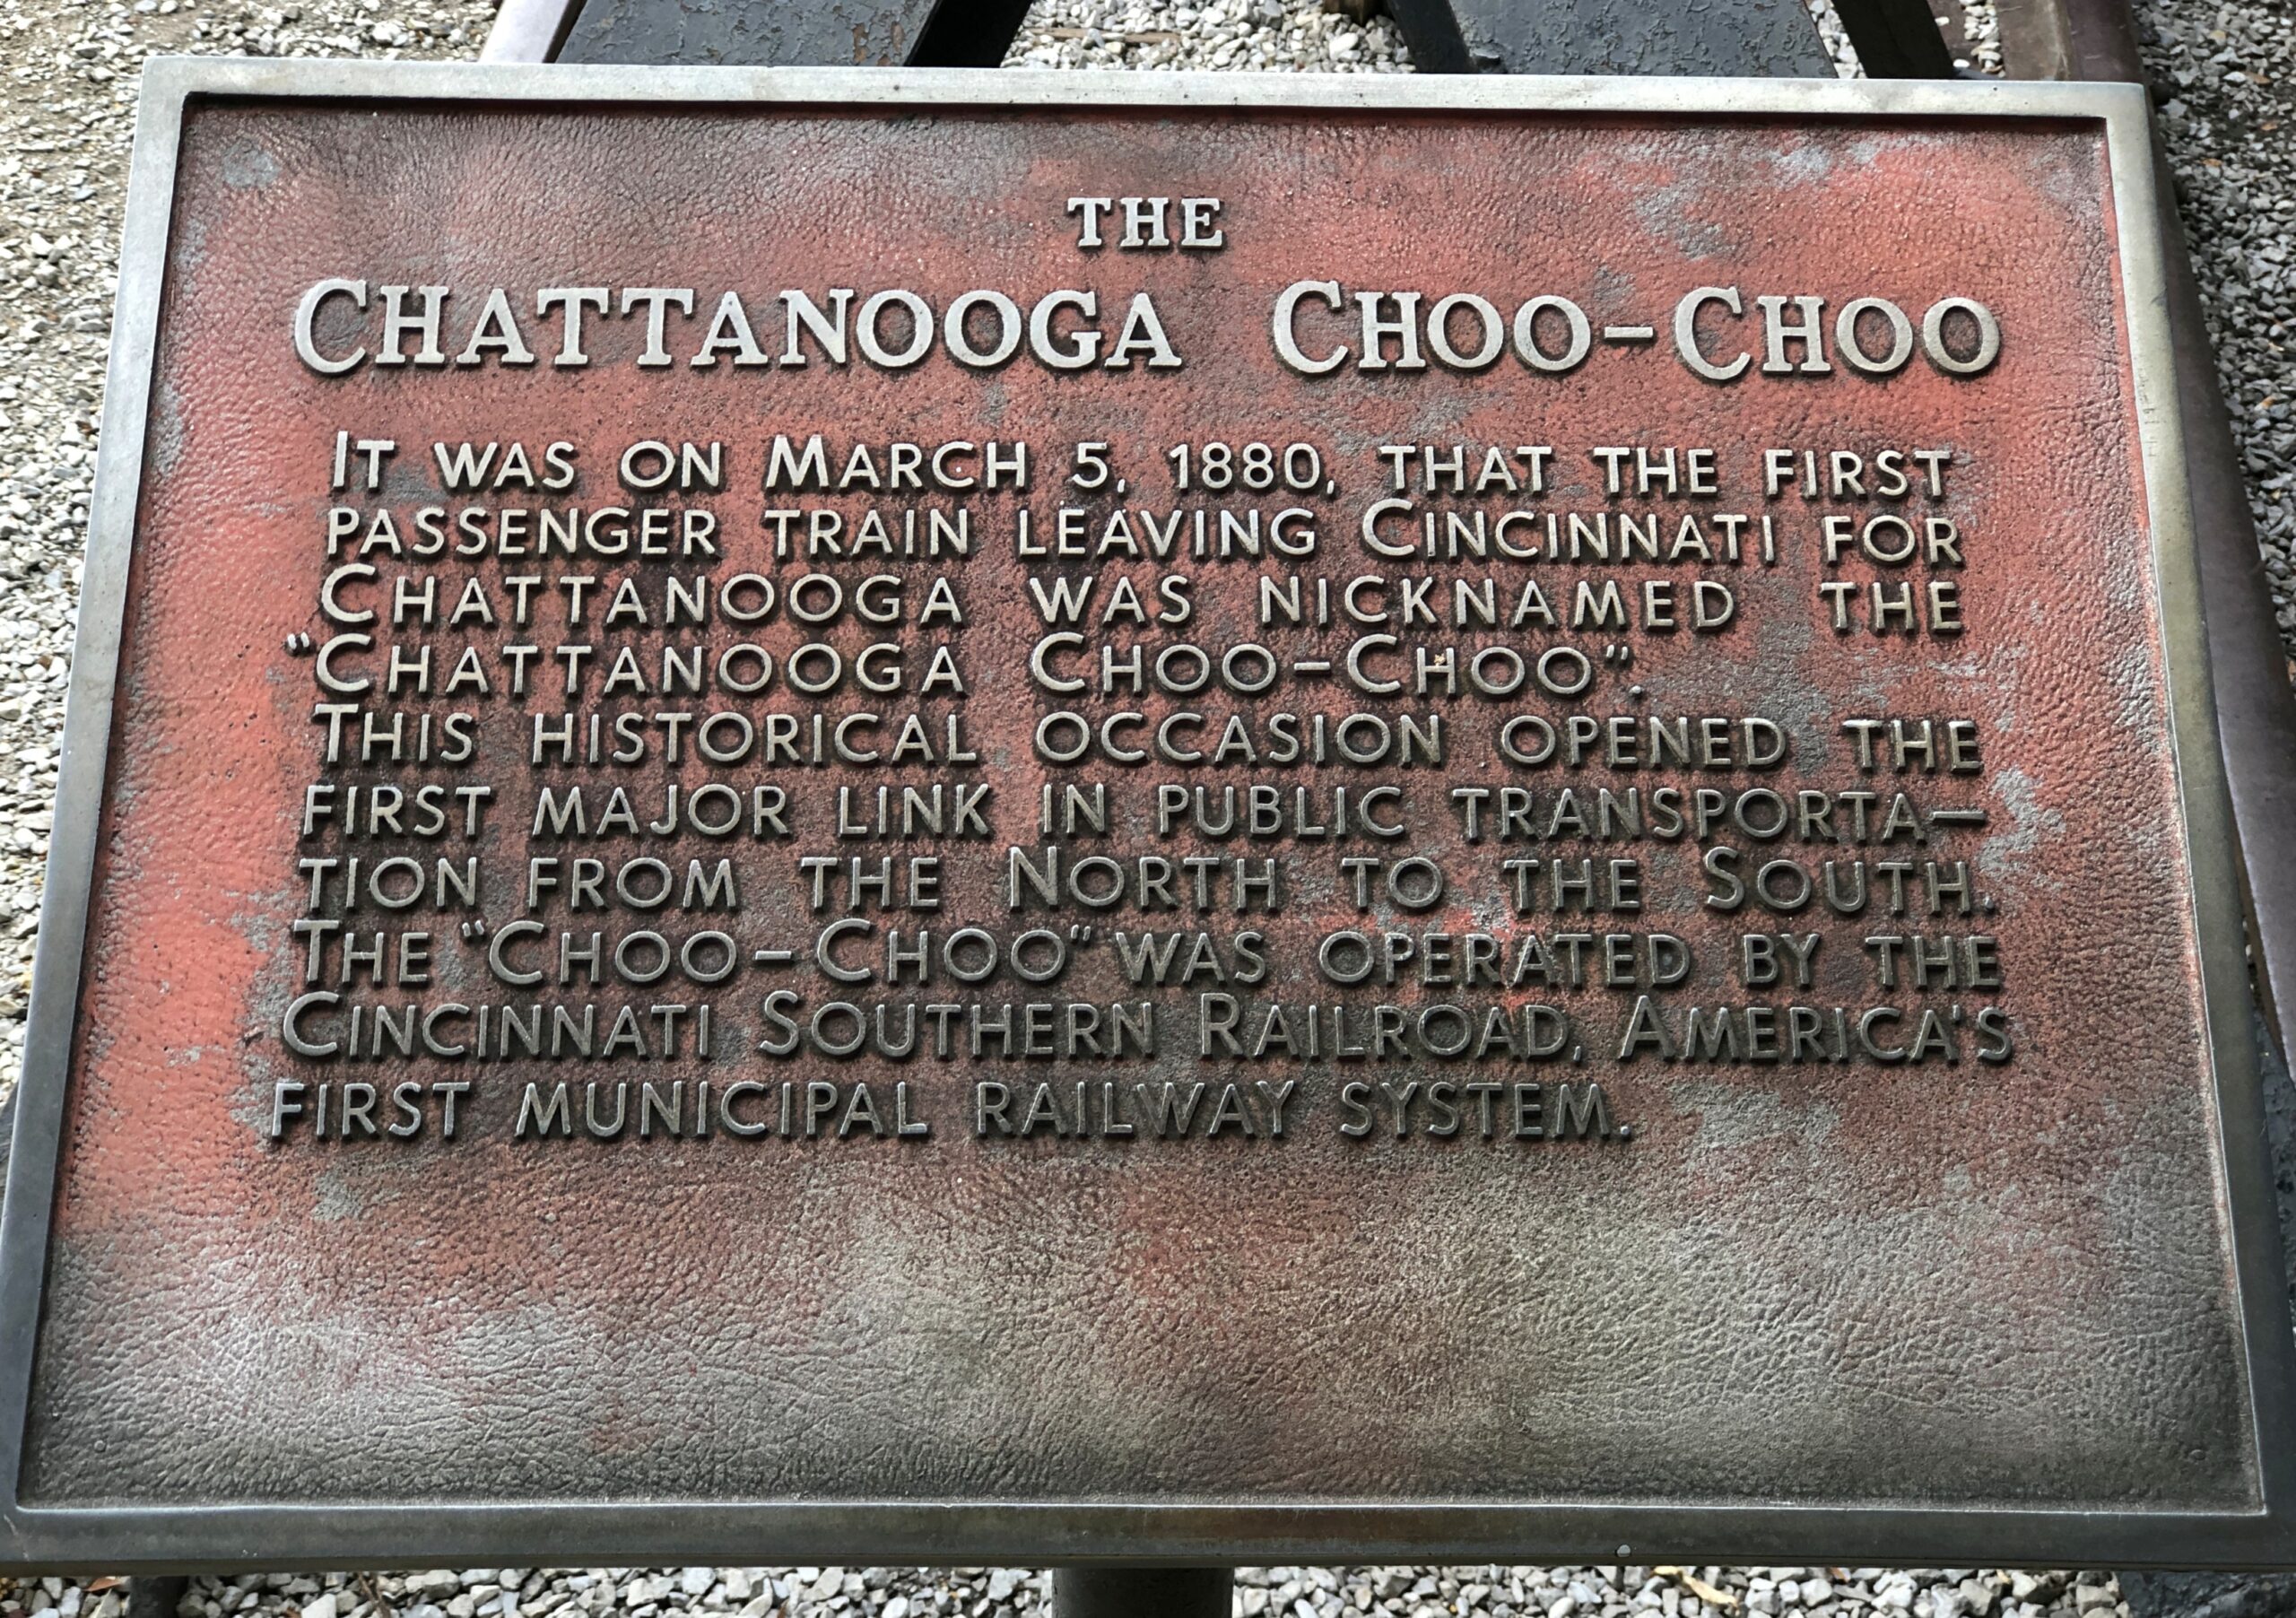 THE
CHATTANOOGA CHOO-CHOO
IT WAS ON MARCH 5, 1880, THAT THE FIRST
PASSENGER TRAIN LEAVING CINCINNATI FOR
CHATTANOOGA WAS NICKNAMED THE
"CHATTANOOGA CHOO-CHOO".
THIS HISTORICAL OCCASION OPENED THE
FIRST MAJOR LINK IN PUBLIC TRANSPORTA-
TION FROM THE NORTH TO THE SOUTH.
THE "CHOO-CHOO" WAS OPERATED BY THE
CINCINNATI SOUTHERN RAILROAD, AMERICA'S
FIRST MUNICIPAL RAILWAY SYSTEM.